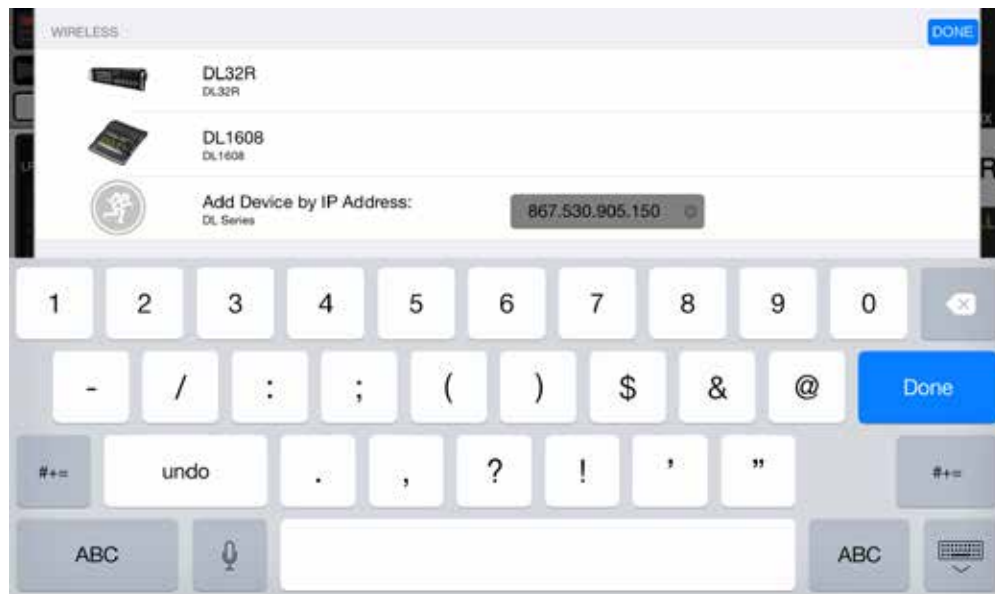 WIRELESS
DONE
DL32R
DL32R
DL1608
DL1608
Add Device by IP Address:
DL Series
867.530.905.150
1 2 3 4 5 6 7 8 9 0
- / : ; ( ) $ & @ Done
#+= undo . , ? ! ' " #+=
ABC ABC